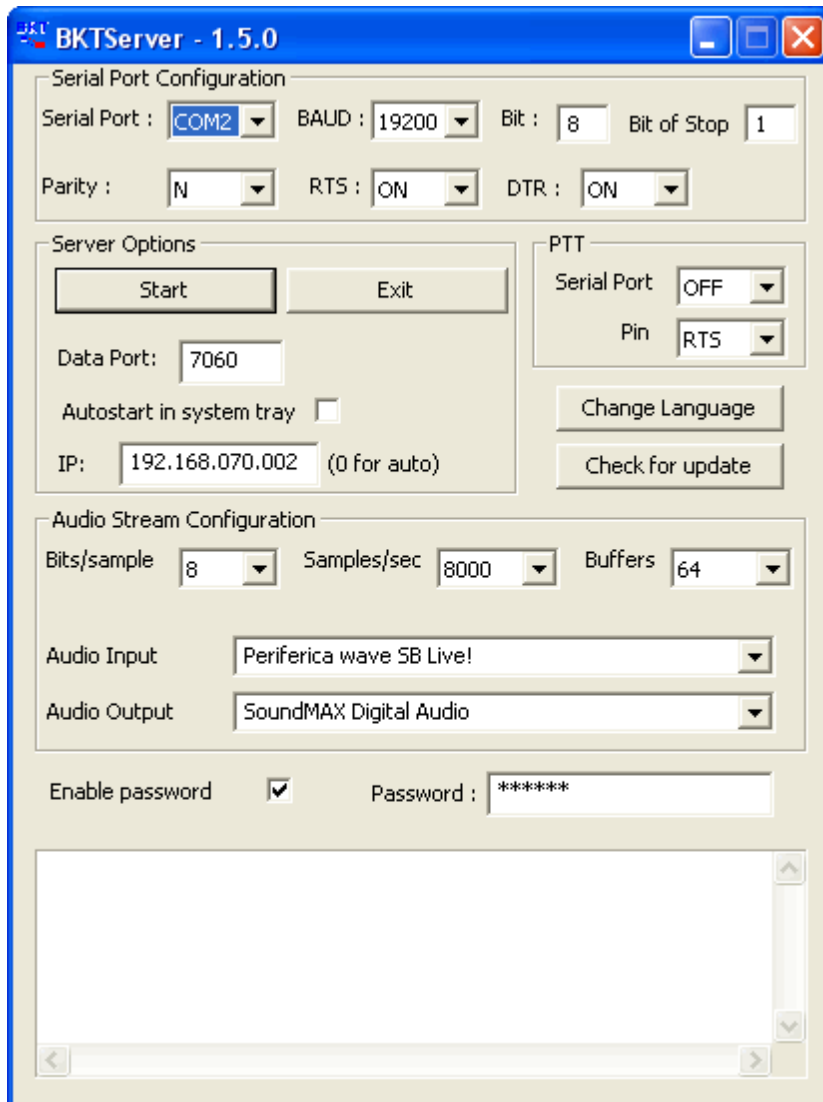 BKT
BKTServer - 1.5.0
Serial Port Configuration
Serial Port : COM2 BAUD : 19200 Bit : 8 Bit of Stop 1
Parity : N RTS : ON DTR : ON
Server Options
Start Exit
Data Port: 7060
Autostart in system tray
IP: 192.168.070.002 (0 for auto)
PTT
Serial Port OFF
Pin RTS
Change Language
Check for update
Audio Stream Configuration
Bits/sample 8 Samples/sec 8000 Buffers 64
Audio Input Periferica wave SB Live!
Audio Output SoundMAX Digital Audio
Enable password Password : ******